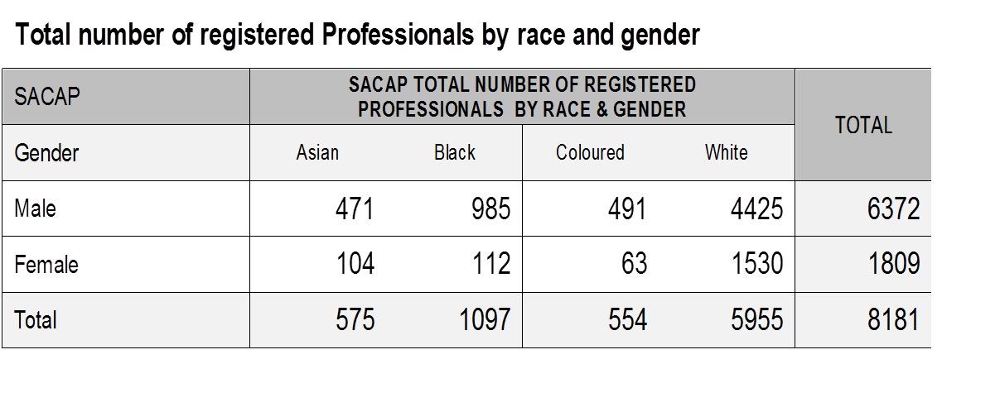 Total number of registered Professionals by race and gender
SACAP
SACAP TOTAL NUMBER OF REGISTERED
PROFESSIONALS BY RACE & GENDER
TOTAL
Gender Asian Black Coloured White
Male 471 985 491 4425 6372
Female 104 112 63 1530 1809
Total 575 1097 554 5955 8181